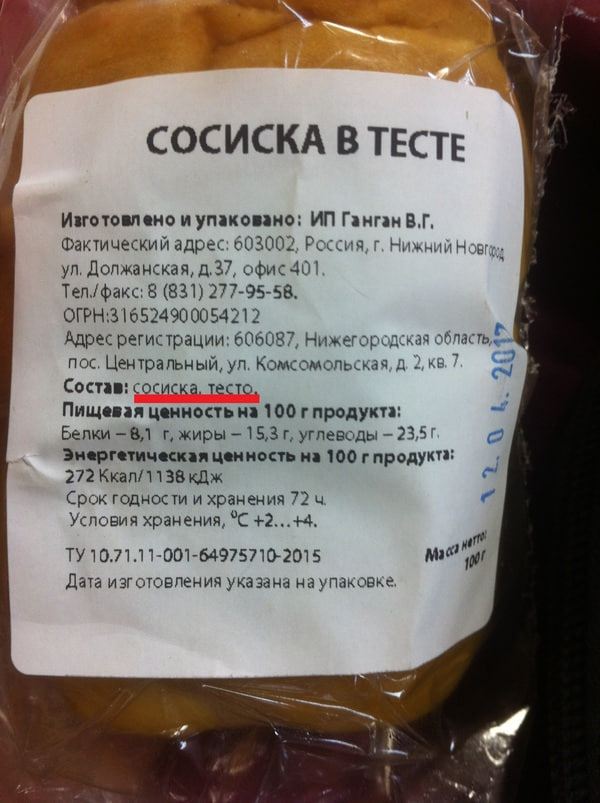 СОСИСКА В ТЕСТЕ
Изготовлено и упаковано: ИП Ганган В.Г.
Фактический адрес: 603002, Россия, г. Нижний Новгород
ул. Должанская, д.37, офис 401.
Тел./факс: 8 (831) 277-95-58.
ОГРН:316524900054212
Адрес регистрации: 606087, Нижегородская область,
пос. Центральный, ул. Комсомольская, д. 2, кв. 7.
Состав: сосиска, тесто.
Пищевая ценность на 100 г продукта:
Белки – 8,1 г, жиры – 15,3 г, углеводы – 23,5 г.
Энергетическая ценность на 100 г продукта:
272 Ккал/1138 кДж
Срок годности и хранения 72 ч.
Условия хранения, °С +2...+4.
ТУ 10.71.11-001-64975710-2015
Дата изготовления указана на упаковке.
Масса нетто:
100 г
12.04.2017